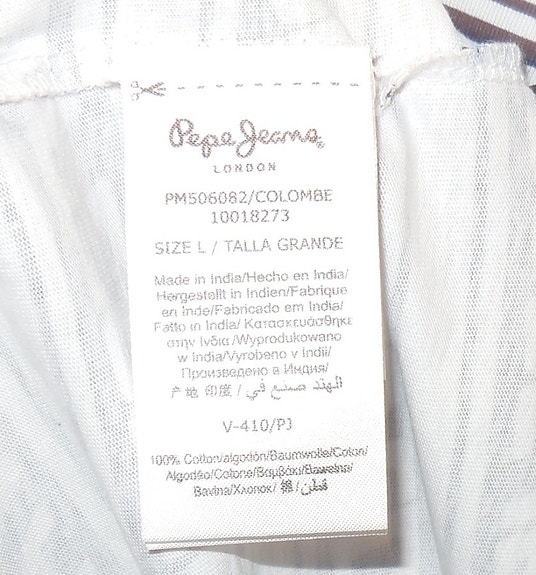 Pepe Jeans
LONDON
PM506082/COLOMBE
10018273
SIZE L / TALLA GRANDE
Made in India/Hecho en India/
Hergestellt in Indien/Fabrique
en Inde/Fabricado em India/
Fatto in India/ Κατασκευάσθηκε
στην Ινδία /Wyprodukowano
w India/Vyrobeno v Indii/
Произведено в Индия/
产 地 印度 / الهند صنع في /
V-410/PJ
100% Cotton/algodón/Baumwolle/Coton/
Algodão/Cotone/Βαμβάκι/Bawełna/
Bavlna/Хлопок/ 棉 / قطن/